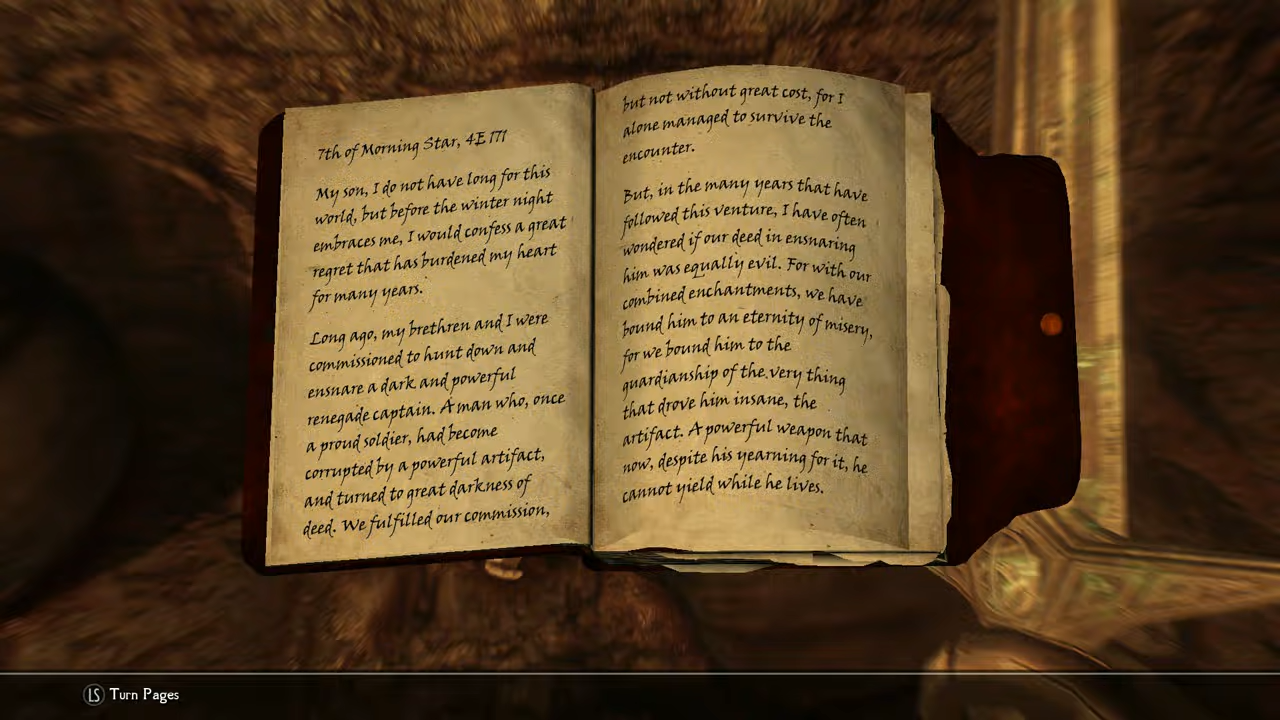 7th of Morning Star, 4E 171
My son, I do not have long for this
world, but before the winter night
embraces me, I would confess a great
regret that has burdened my heart
for many years.
Long ago, my brethren and I were
commissioned to hunt down and
ensnare a dark and powerful
renegade captain. A man who, once
a proud soldier, had become
corrupted by a powerful artifact,
and turned to great darkness of
deed. We fulfilled our commission,
but not without great cost, for I
alone managed to survive the
encounter.
But, in the many years that have
followed this venture, I have often
wondered if our deed in ensnaring
him was equally evil. For with our
combined enchantments, we have
bound him to an eternity of misery,
for we bound him to the
guardianship of the very thing
that drove him insane, the
artifact. A powerful weapon that
now, despite his yearning for it, he
cannot yield while he lives.
LS Turn Pages